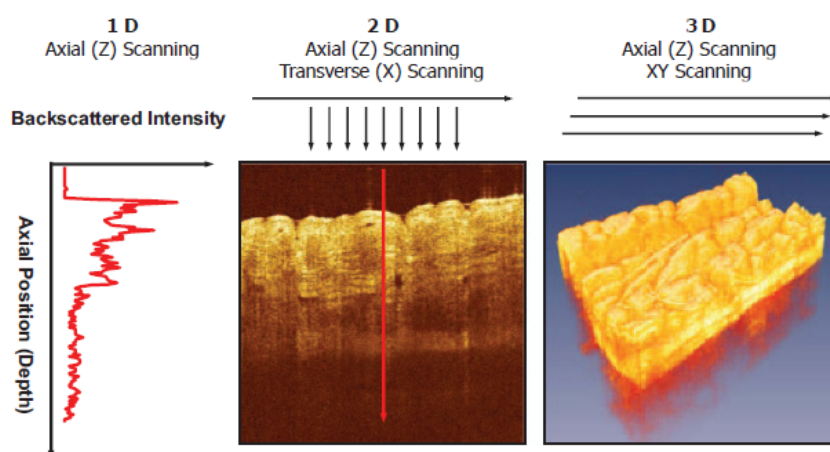 1 D
Axial (Z) Scanning
2 D
Axial (Z) Scanning
Transverse (X) Scanning
3 D
Axial (Z) Scanning
XY Scanning
Backscattered Intensity
Axial Position (Depth)